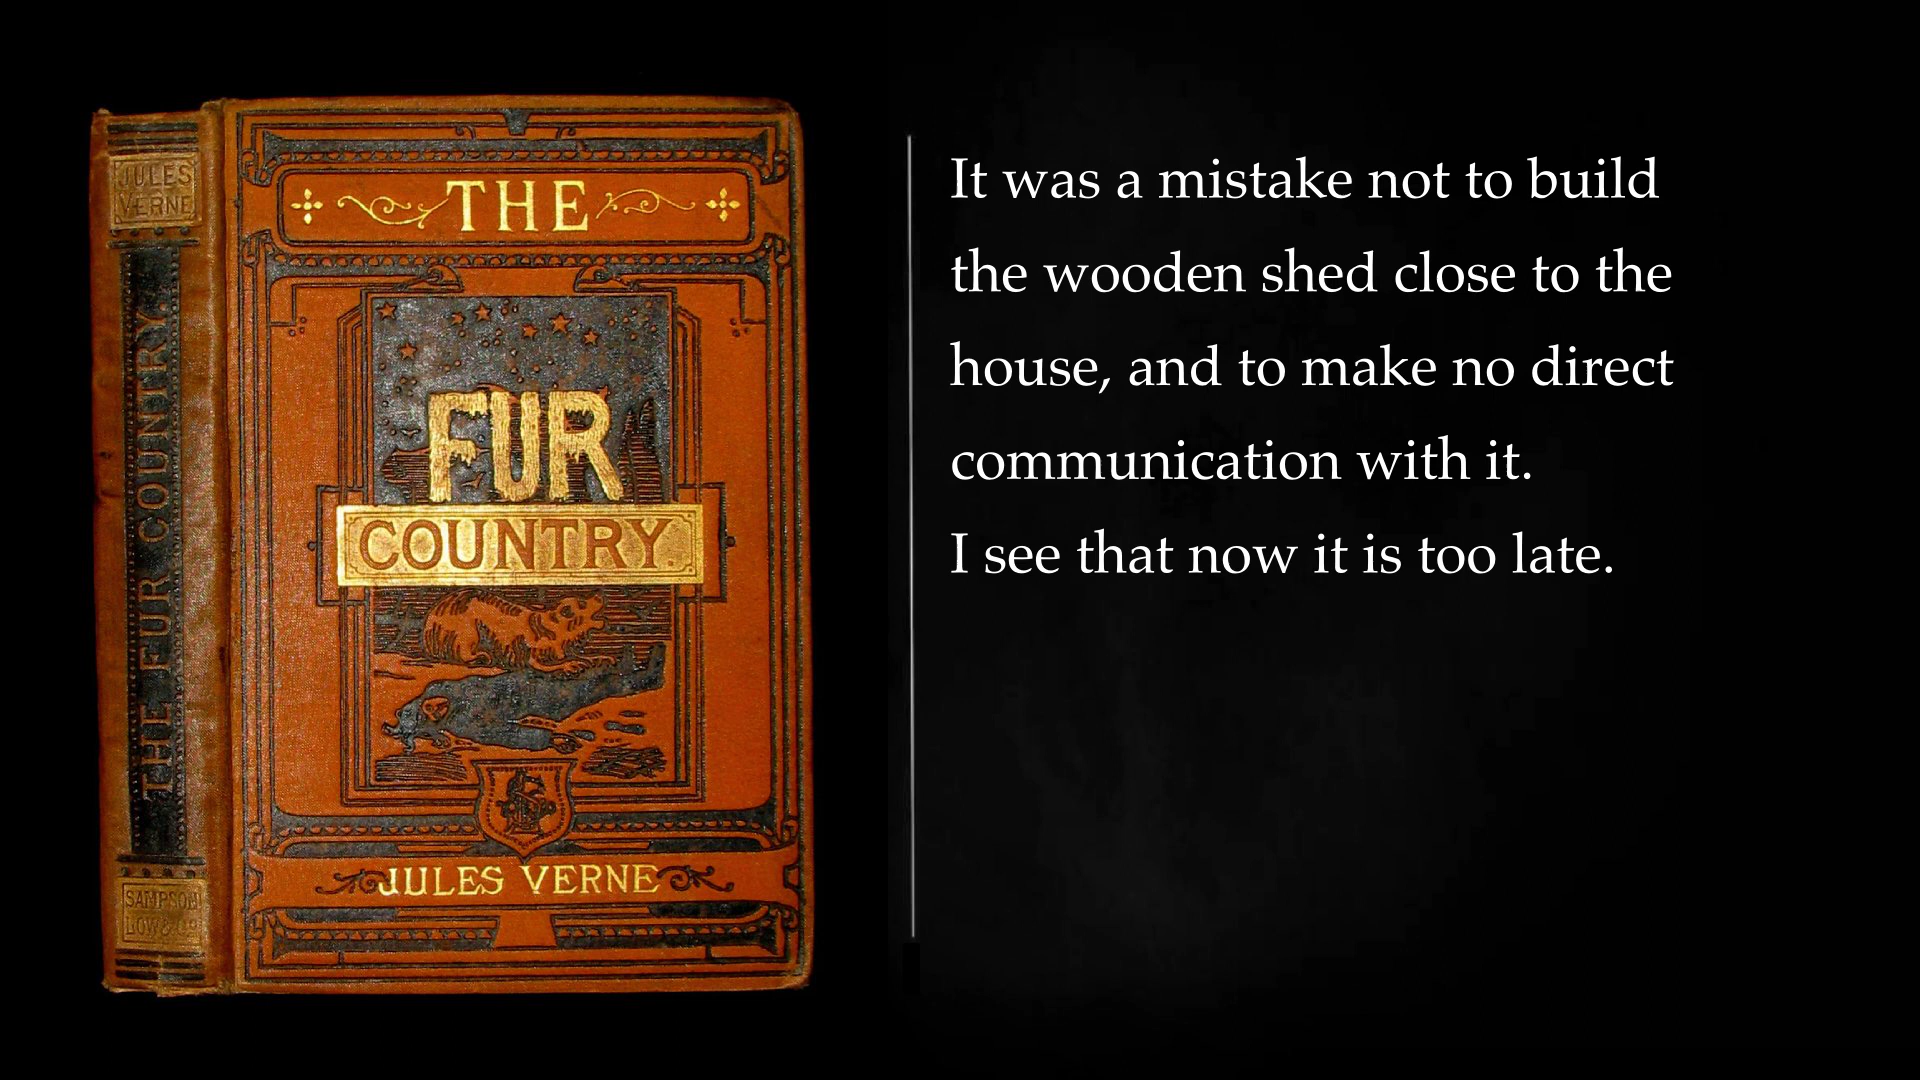 JULES
VERNE
THE FUR COUNTRY.
SAMPSON
LOW & Co
THE
FUR
COUNTRY.
JULES VERNE
It was a mistake not to build
the wooden shed close to the
house, and to make no direct
communication with it.
I see that now it is too late.